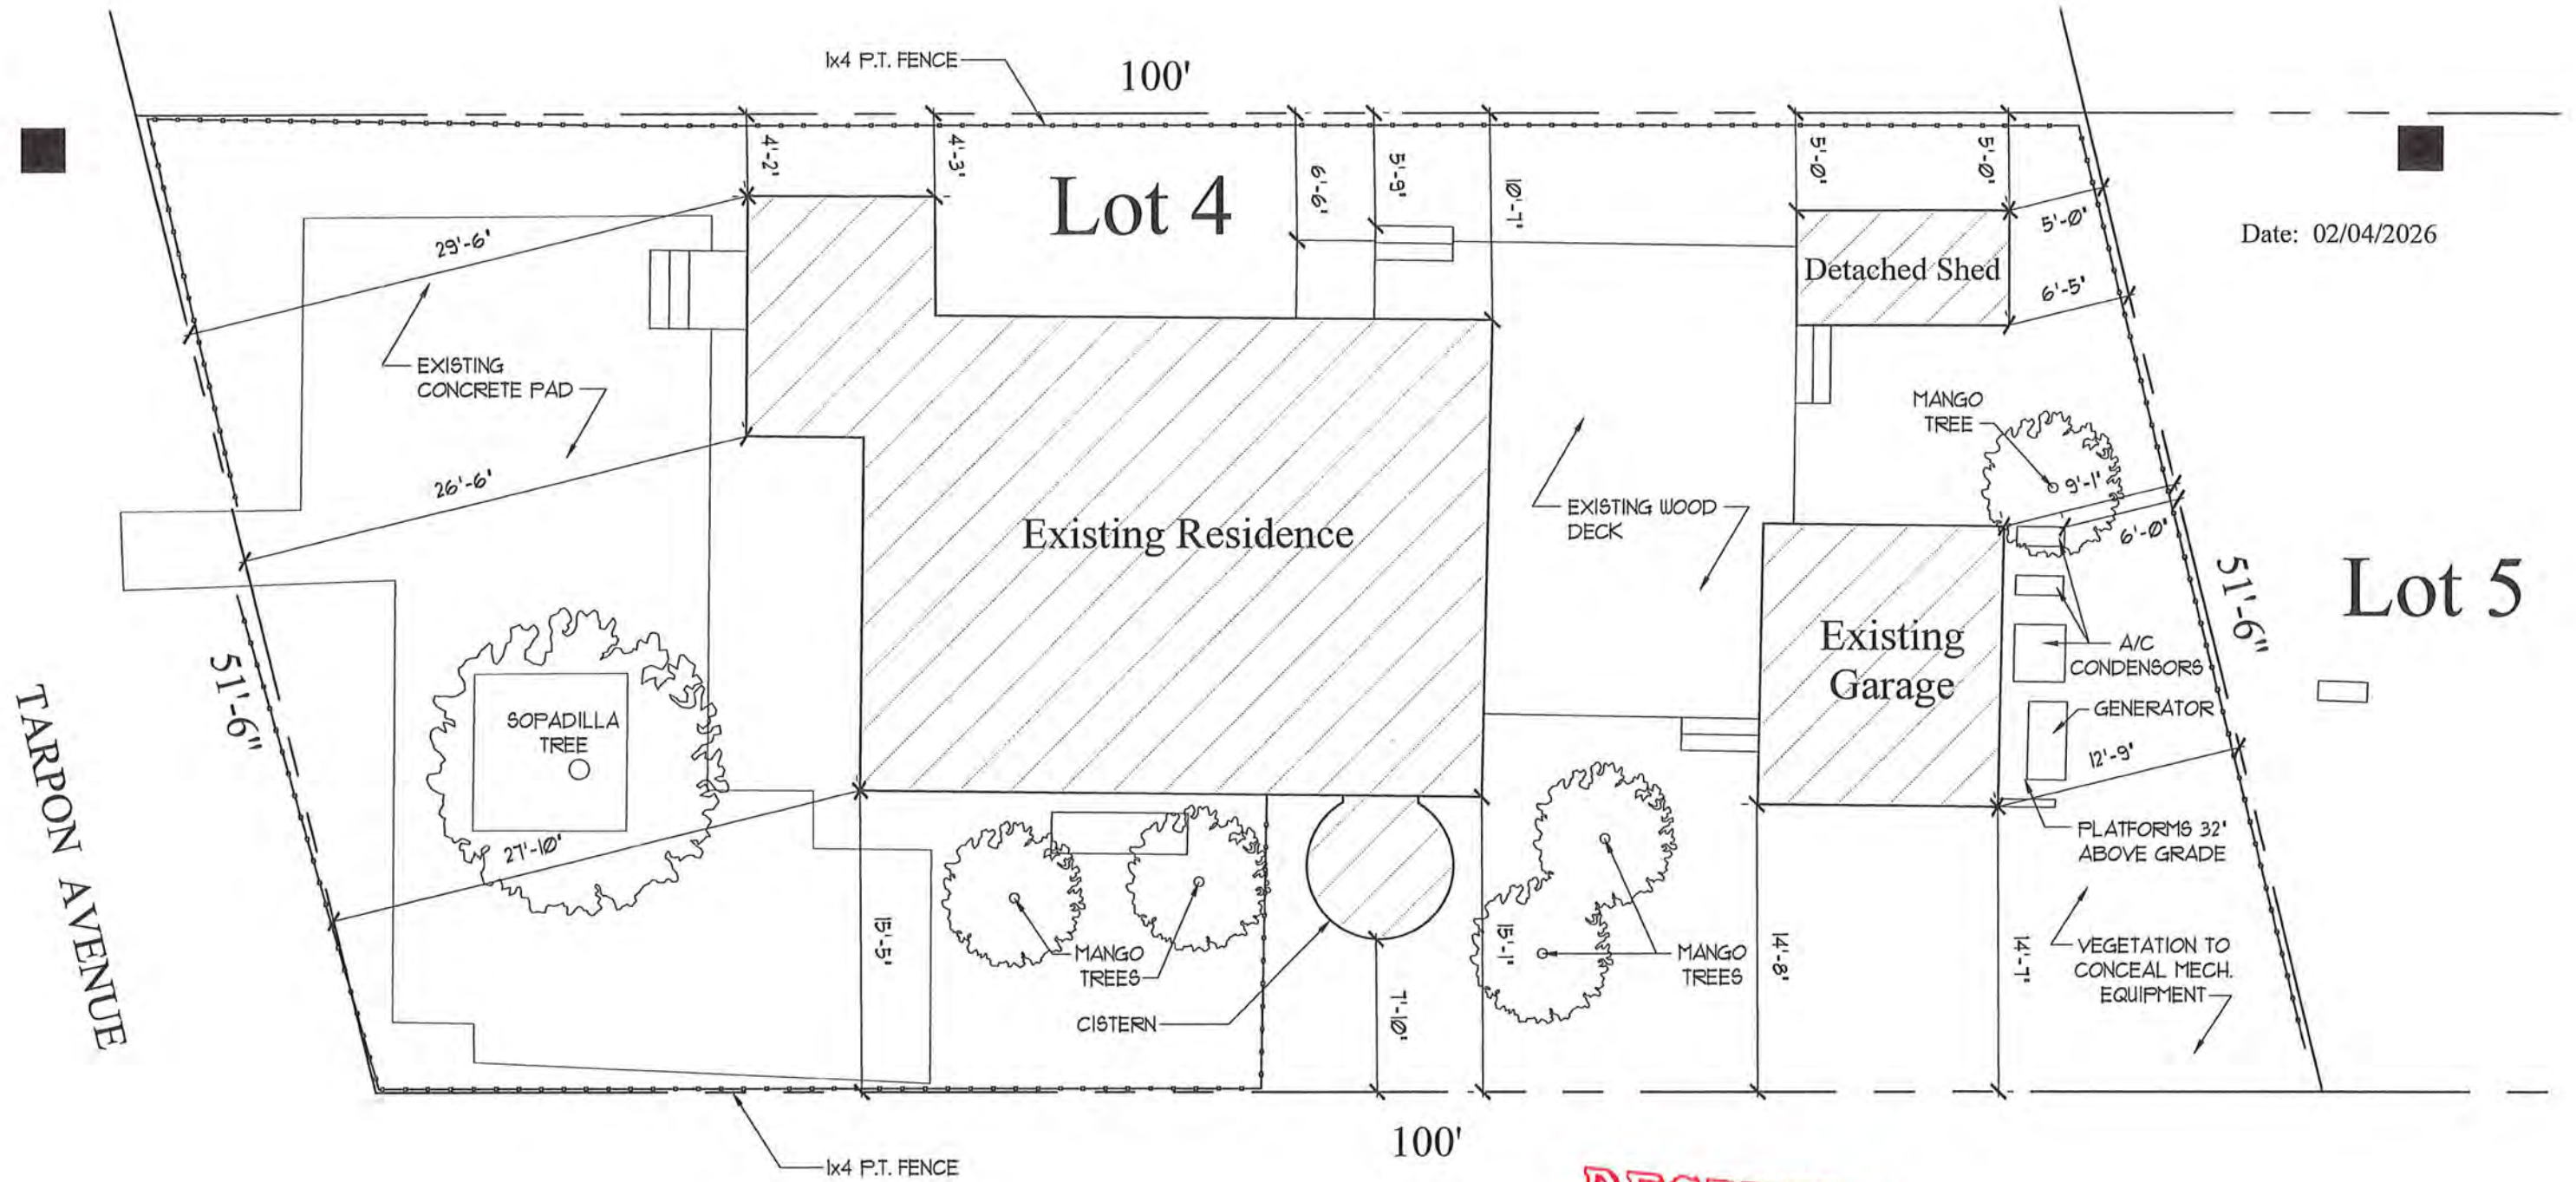 1x4 P.T. FENCE
100'
4'-2"
4'-3"
Lot 4
6'-6"
5'-9"
10'-7"
5'-0"
5'-0"
5'-0"
Date: 02/04/2026
29'-6"
Detached Shed
6'-5"
EXISTING
CONCRETE PAD
MANGO
TREE
26'-6"
9'-1"
EXISTING WOOD
DECK
Existing Residence
6'-0"
51'-6"
Lot 5
Existing
Garage
A/C
CONDENSORS
51'-6"
GENERATOR
SOPADILLA
TREE
12'-9"
TARPON AVENUE
PLATFORMS 32"
ABOVE GRADE
27'-10"
15'-5"
MANGO
TREES
15'-1"
MANGO
TREES
14'-8"
14'-7"
VEGETATION TO
CONCEAL MECH.
EQUIPMENT
CISTERN
7'-10"
100'
1x4 P.T. FENCE